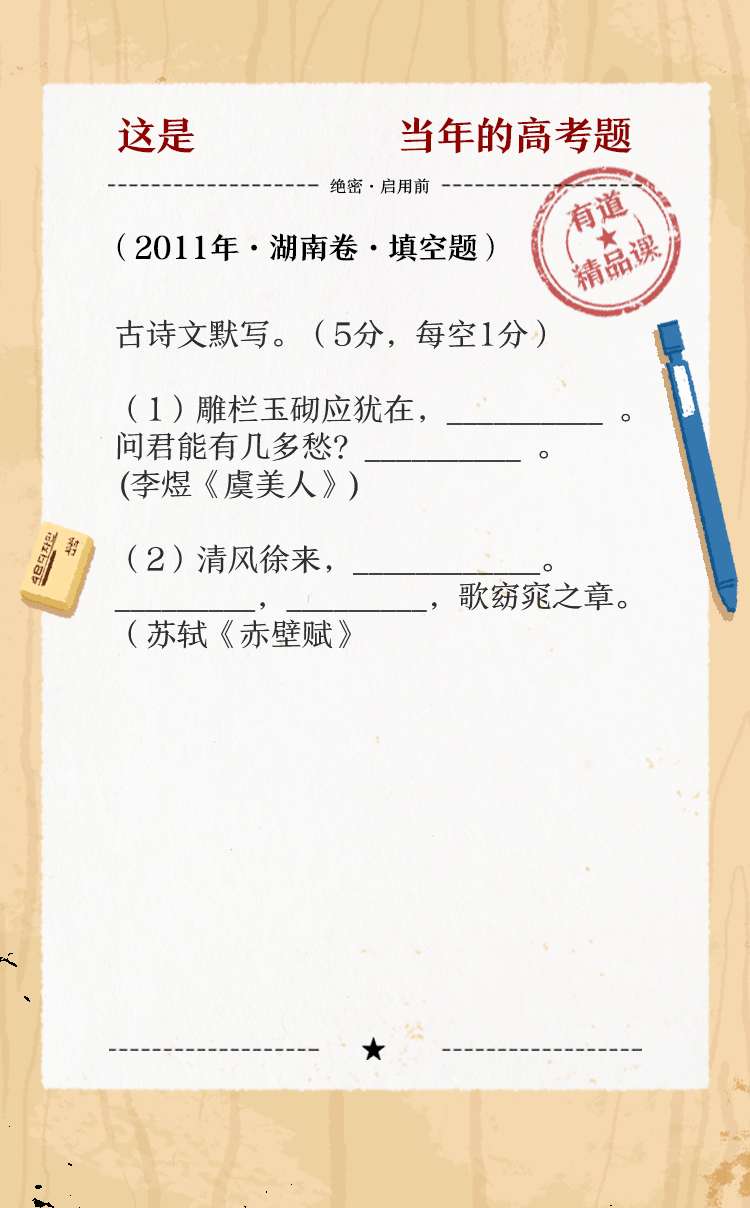 这是 当年的高考题
绝密·启用前
有道
精品课
（2011年·湖南卷·填空题）
古诗文默写。（5分，每空1分）
（1）雕栏玉砌应犹在，__________ 。
问君能有几多愁？__________ 。
(李煜《虞美人》)
（2）清风徐来，____________。
_________，_________，歌窈窕之章。
（苏轼《赤壁赋》